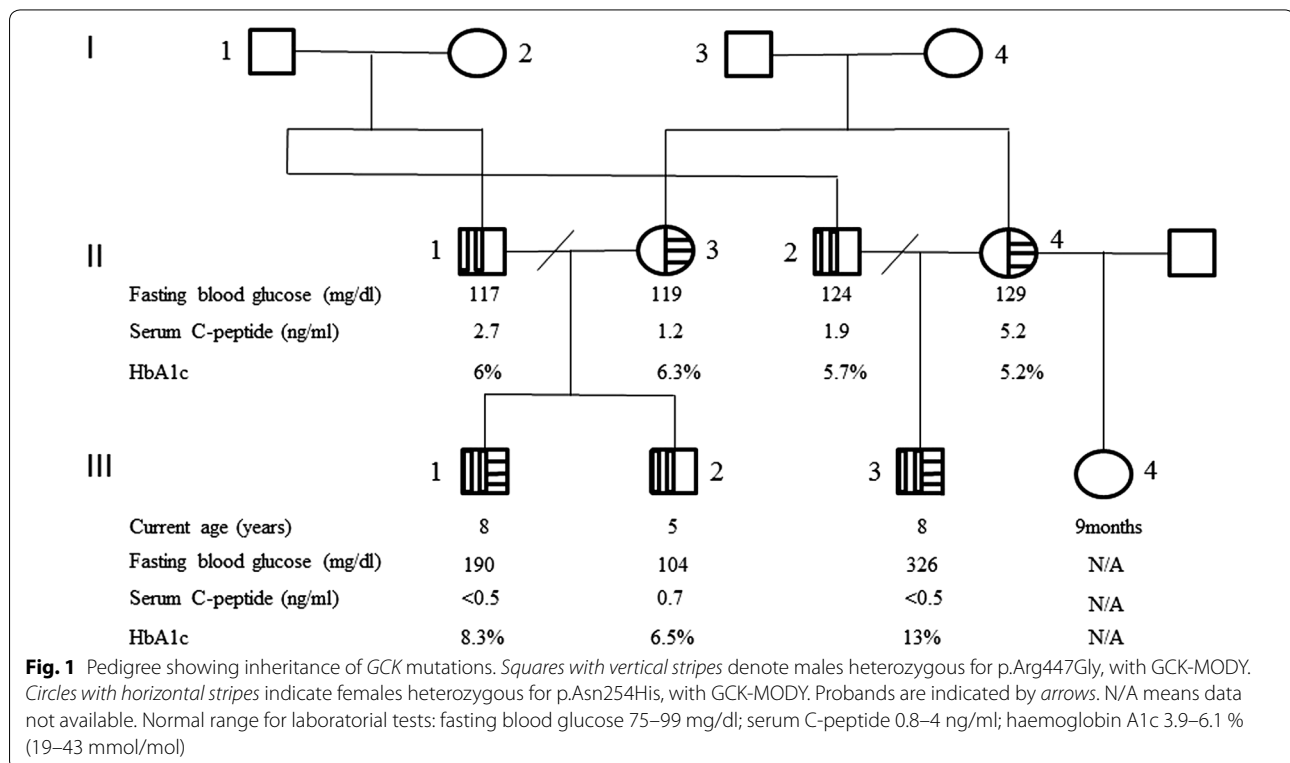 I 1 2 3 4
II 1 3 2 4
Fasting blood glucose (mg/dl) 117 119 124 129
Serum C-peptide (ng/ml) 2.7 1.2 1.9 5.2
HbA1c 6% 6.3% 5.7% 5.2%
III 1 2 3 4
Current age (years) 8 5 8 9months
Fasting blood glucose (mg/dl) 190 104 326 N/A
Serum C-peptide (ng/ml) <0.5 0.7 <0.5 N/A
HbA1c 8.3% 6.5% 13% N/A
Fig. 1 Pedigree showing inheritance of GCK mutations. Squares with vertical stripes denote males heterozygous for p.Arg447Gly, with GCK-MODY.
Circles with horizontal stripes indicate females heterozygous for p.Asn254His, with GCK-MODY. Probands are indicated by arrows. N/A means data
not available. Normal range for laboratorial tests: fasting blood glucose 75–99 mg/dl; serum C-peptide 0.8–4 ng/ml; haemoglobin A1c 3.9–6.1 %
(19–43 mmol/mol)